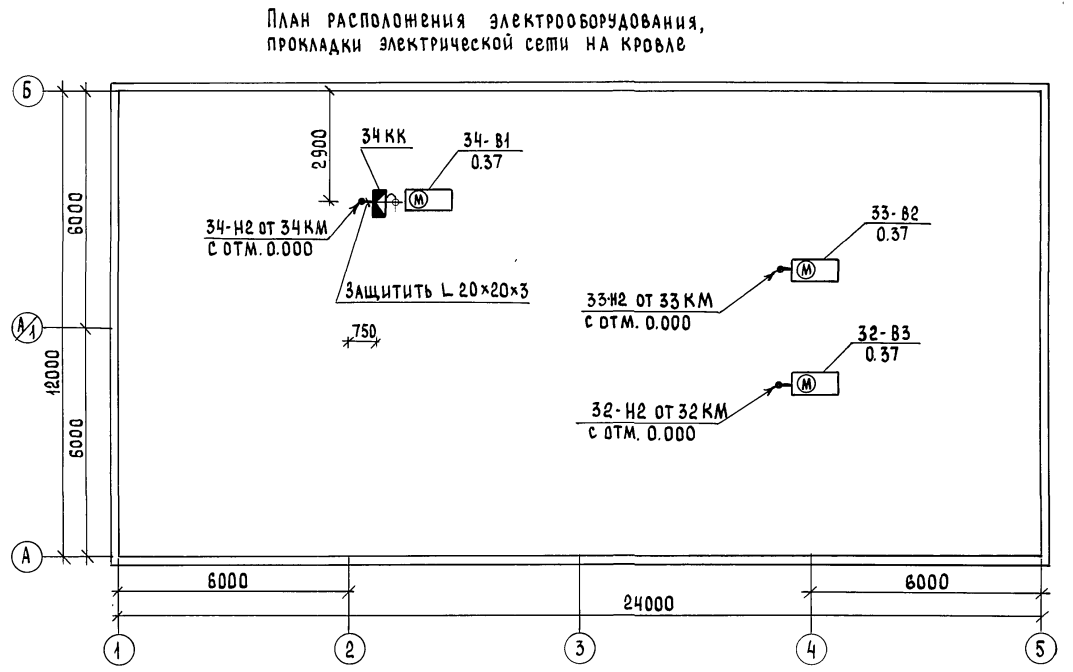 План расположения электрооборудования,
прокладки электрической сети на кровле
Б
34КК
34-В1
0.37
2900
М
6000
34-Н2 от 34КМ
с отм. 0.000
33-В2
0.37
М
Защитить L 20×20×3
33-Н2 от 33КМ
с отм. 0.000
А/1
750
32-В3
0.37
12000
М
6000
32-Н2 от 32КМ
с отм. 0.000
А
6000
6000
24000
1
2
3
4
5